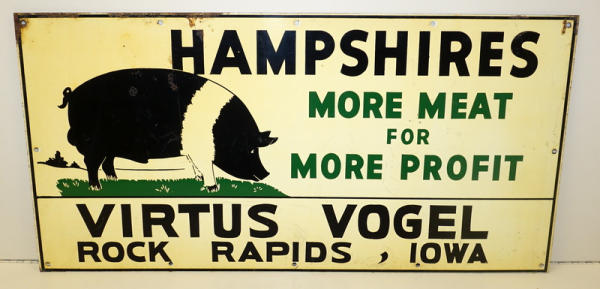 HAMPSHIRES
MORE MEAT
FOR
MORE PROFIT
VIRTUS VOGEL
ROCK RAPIDS, IOWA